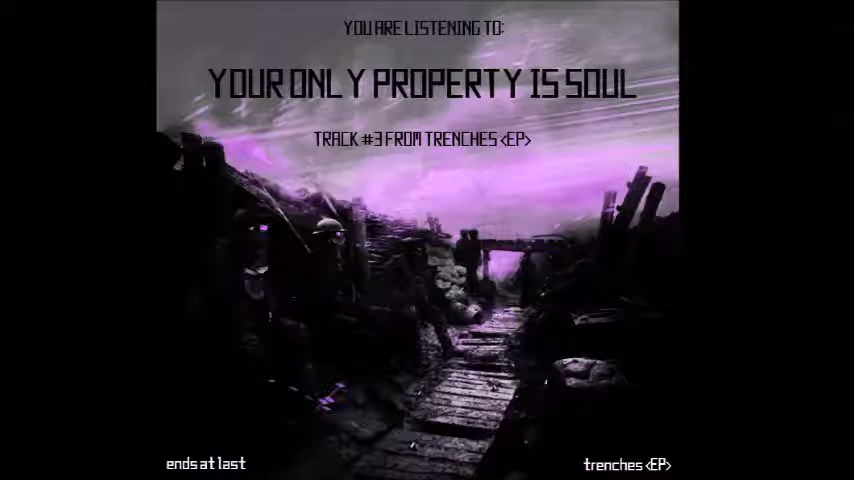 YOU ARE LISTENING TO:
YOUR ONLY PROPERTY IS SOUL
TRACK #3 FROM TRENCHES <EP>
ends at last
trenches <EP>